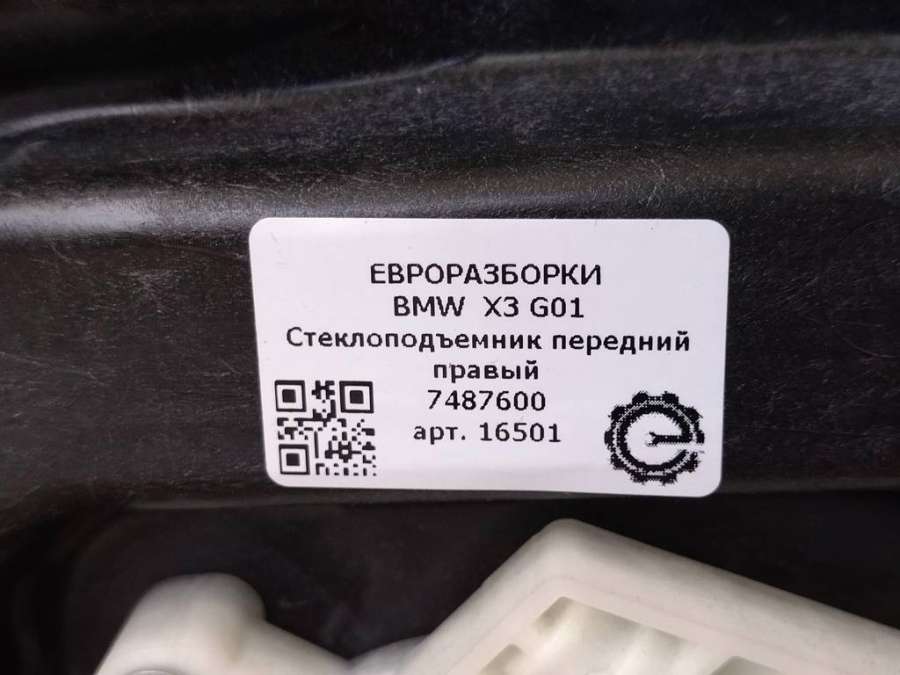 ЕВРОРАЗБОРКИ
BMW X3 G01
Стеклоподъемник передний
правый
7487600
арт. 16501